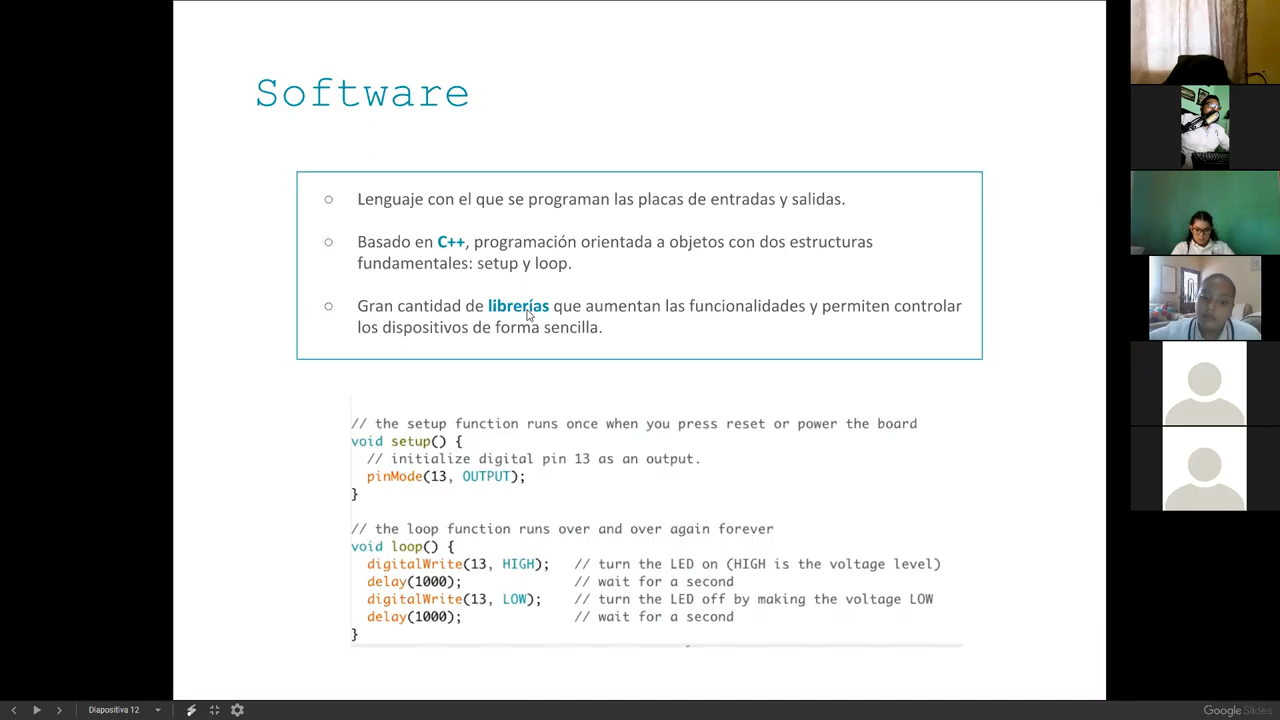 Software
○ Lenguaje con el que se programan las placas de entradas y salidas.
○ Basado en C++, programación orientada a objetos con dos estructuras
fundamentales: setup y loop.
○ Gran cantidad de librerías que aumentan las funcionalidades y permiten controlar
los dispositivos de forma sencilla.
// the setup function runs once when you press reset or power the board
void setup() {
  // initialize digital pin 13 as an output.
  pinMode(13, OUTPUT);
}
// the loop function runs over and over again forever
void loop() {
  digitalWrite(13, HIGH);   // turn the LED on (HIGH is the voltage level)
  delay(1000);              // wait for a second
  digitalWrite(13, LOW);    // turn the LED off by making the voltage LOW
  delay(1000);              // wait for a second
}
Diapositiva 12
Google Slides